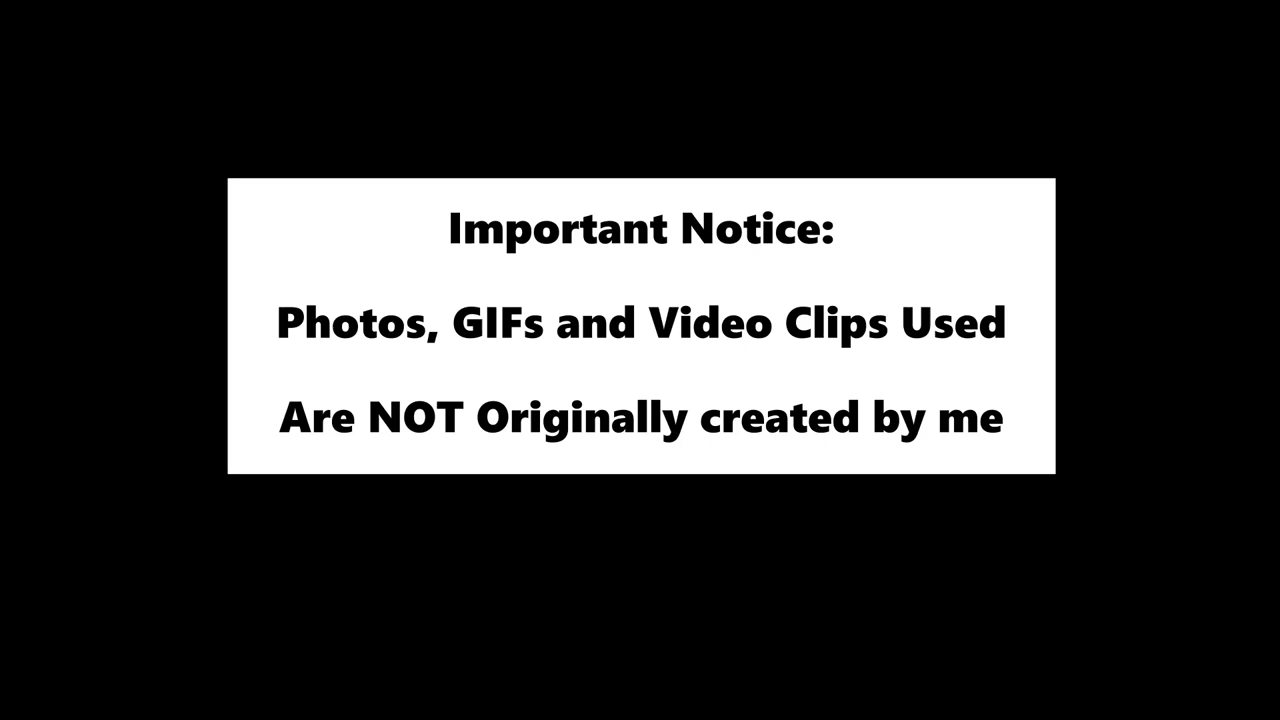 Important Notice:
Photos, GIFs and Video Clips Used
Are NOT Originally created by me